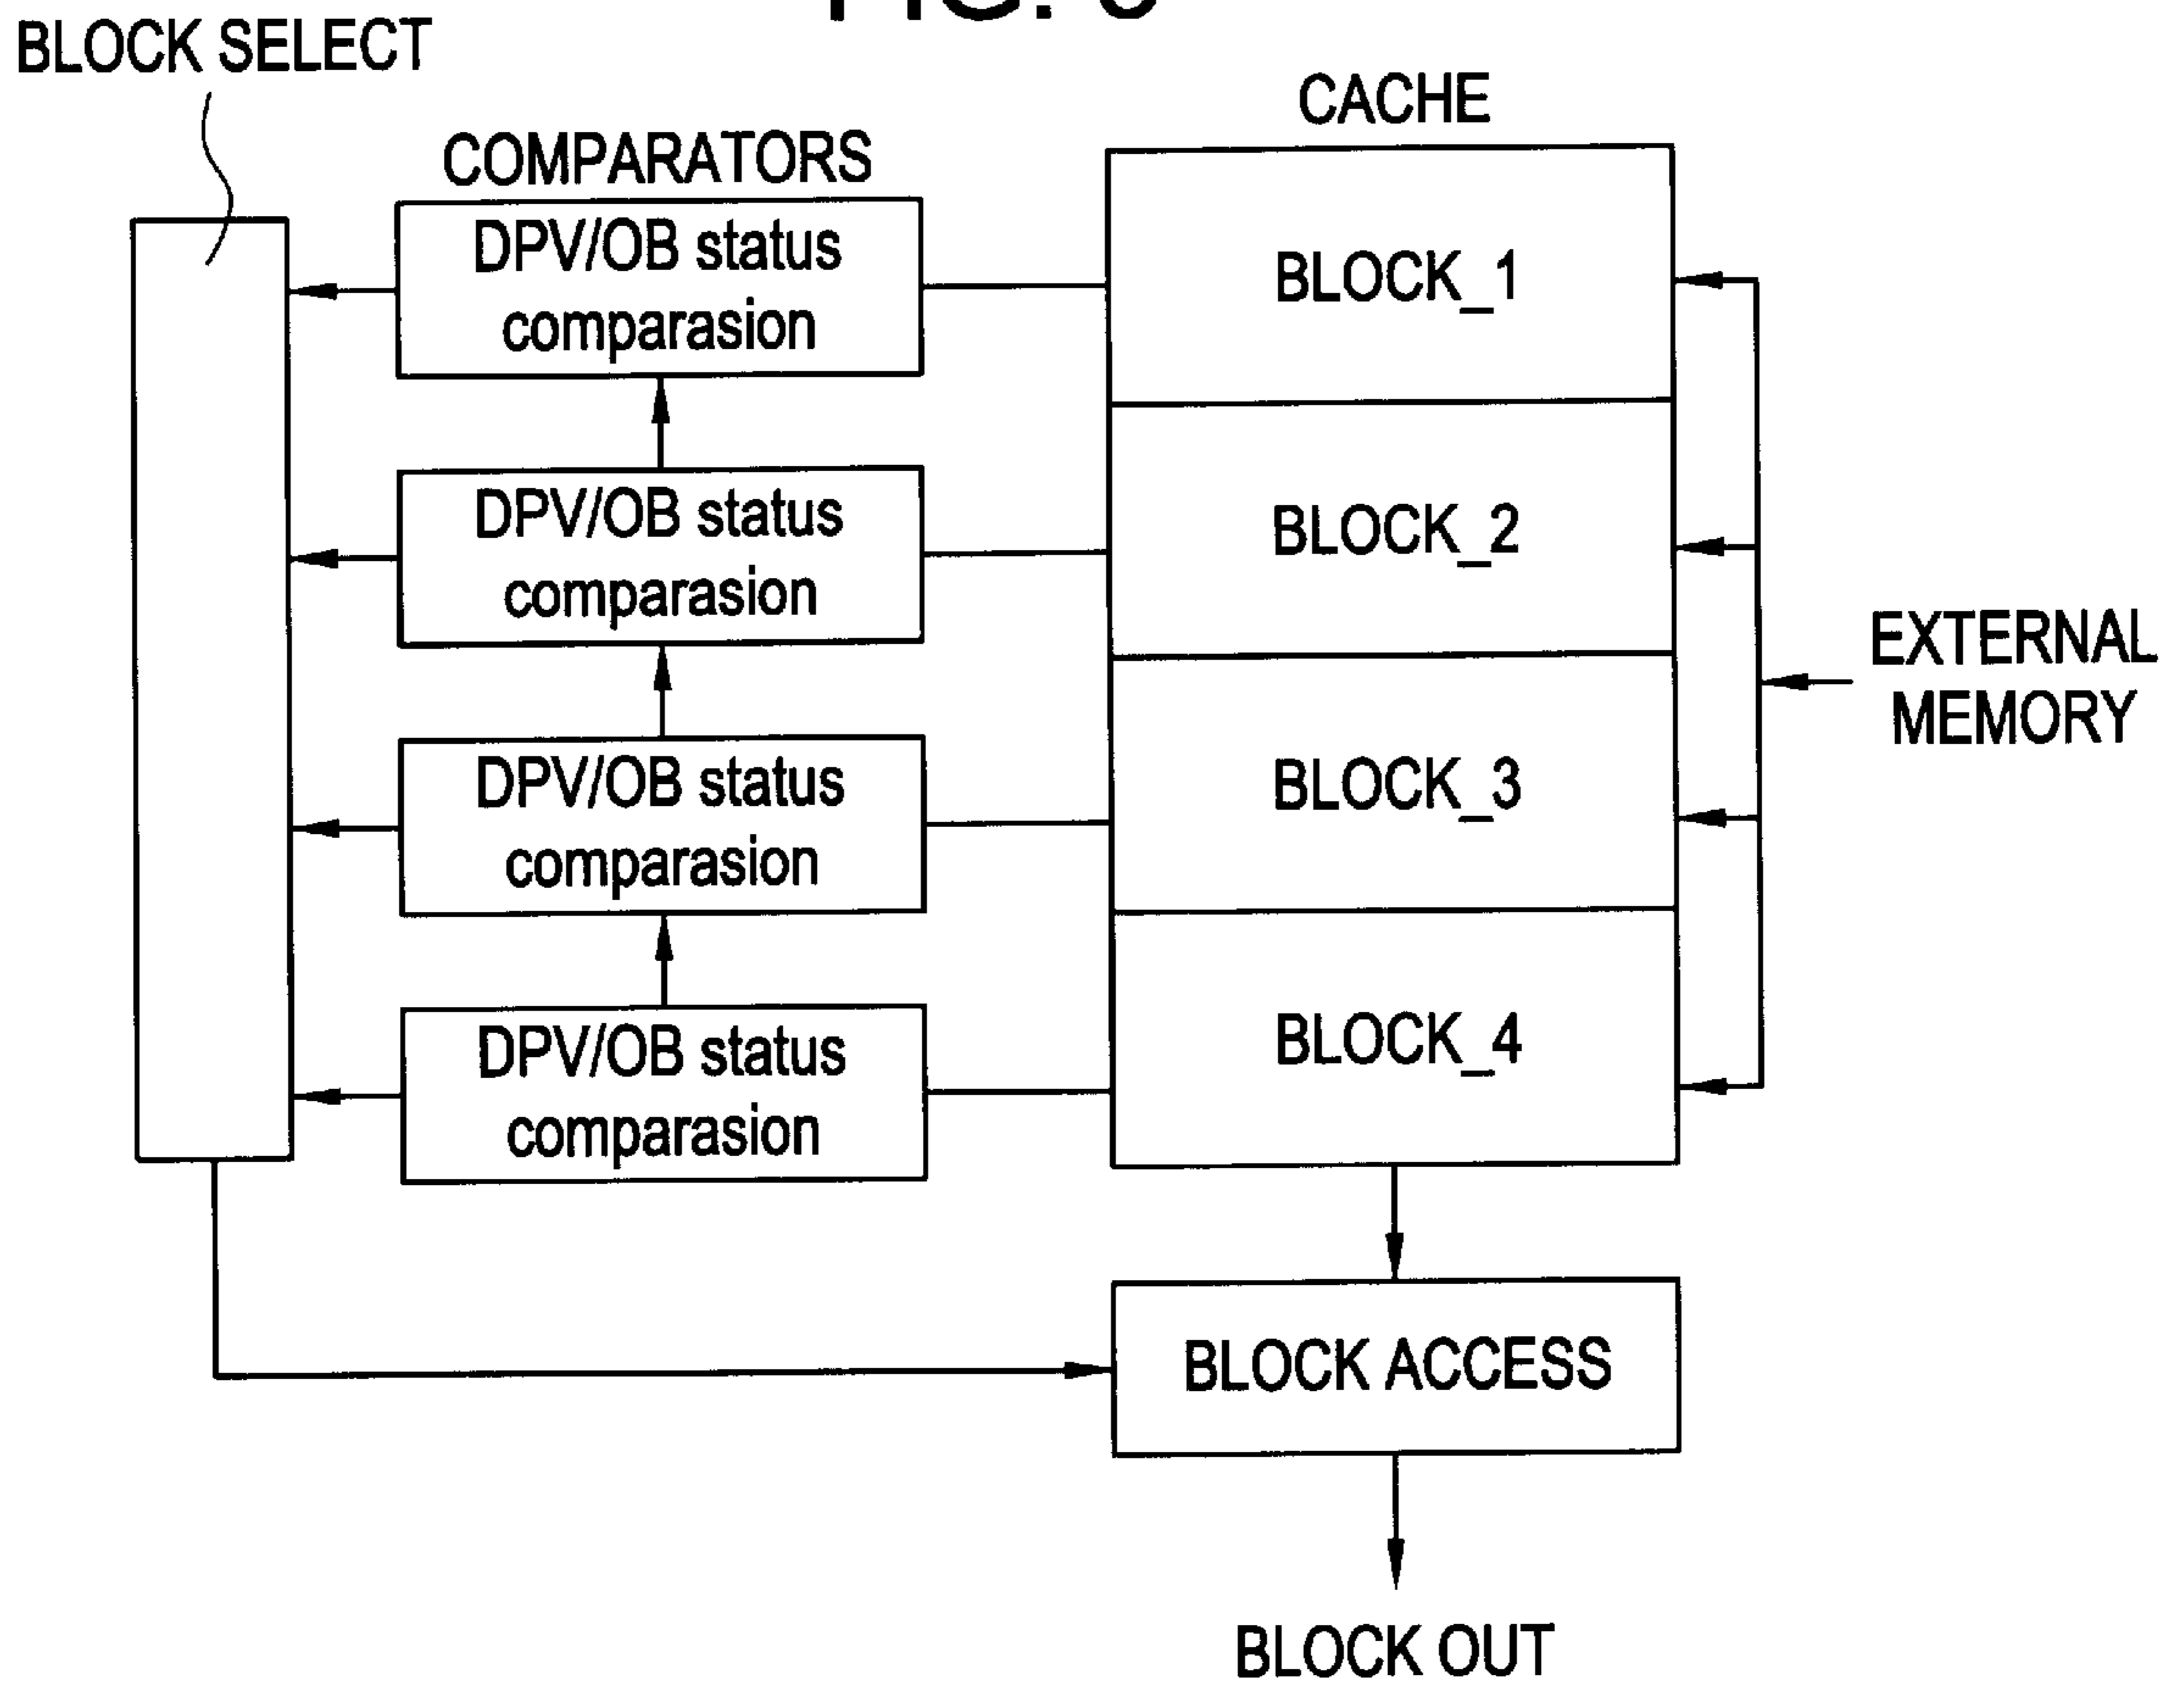 BLOCK SELECT
CACHE
COMPARATORS
DPV/OB status
comparasion
BLOCK_1
DPV/OB status
comparasion
BLOCK_2
EXTERNAL
MEMORY
DPV/OB status
comparasion
BLOCK_3
DPV/OB status
comparasion
BLOCK_4
BLOCK ACCESS
BLOCK OUT